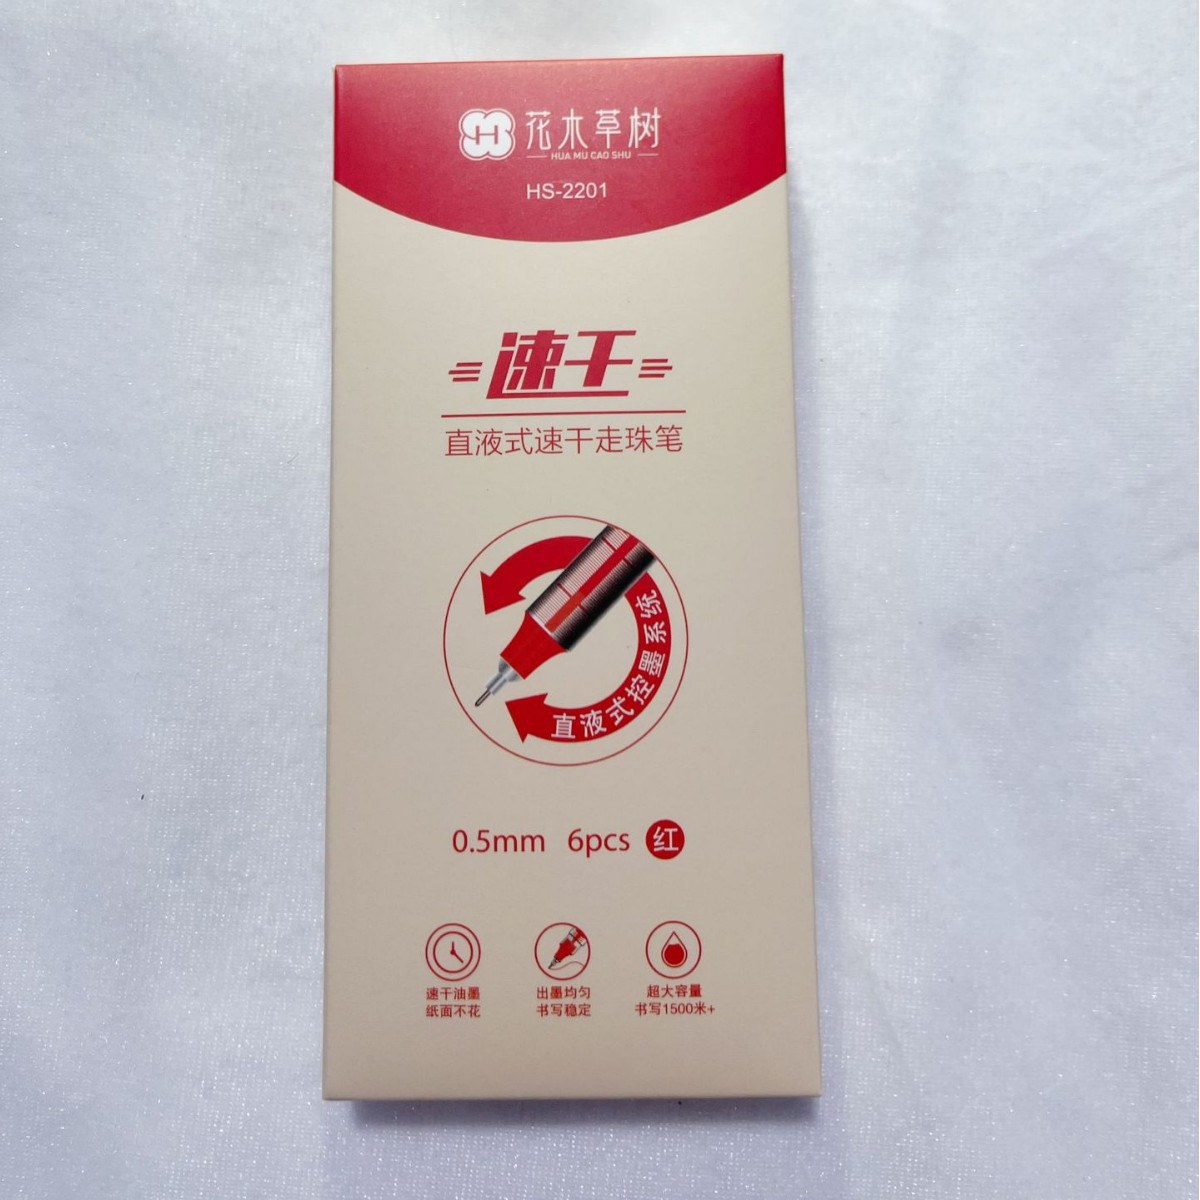 花木草树
HUA MU CAO SHU
HS-2201
速干
直液式速干走珠笔
直液式控墨系统
0.5mm 6pcs 红
速干油墨
纸面不花
出墨均匀
书写稳定
超大容量
书写1500米+